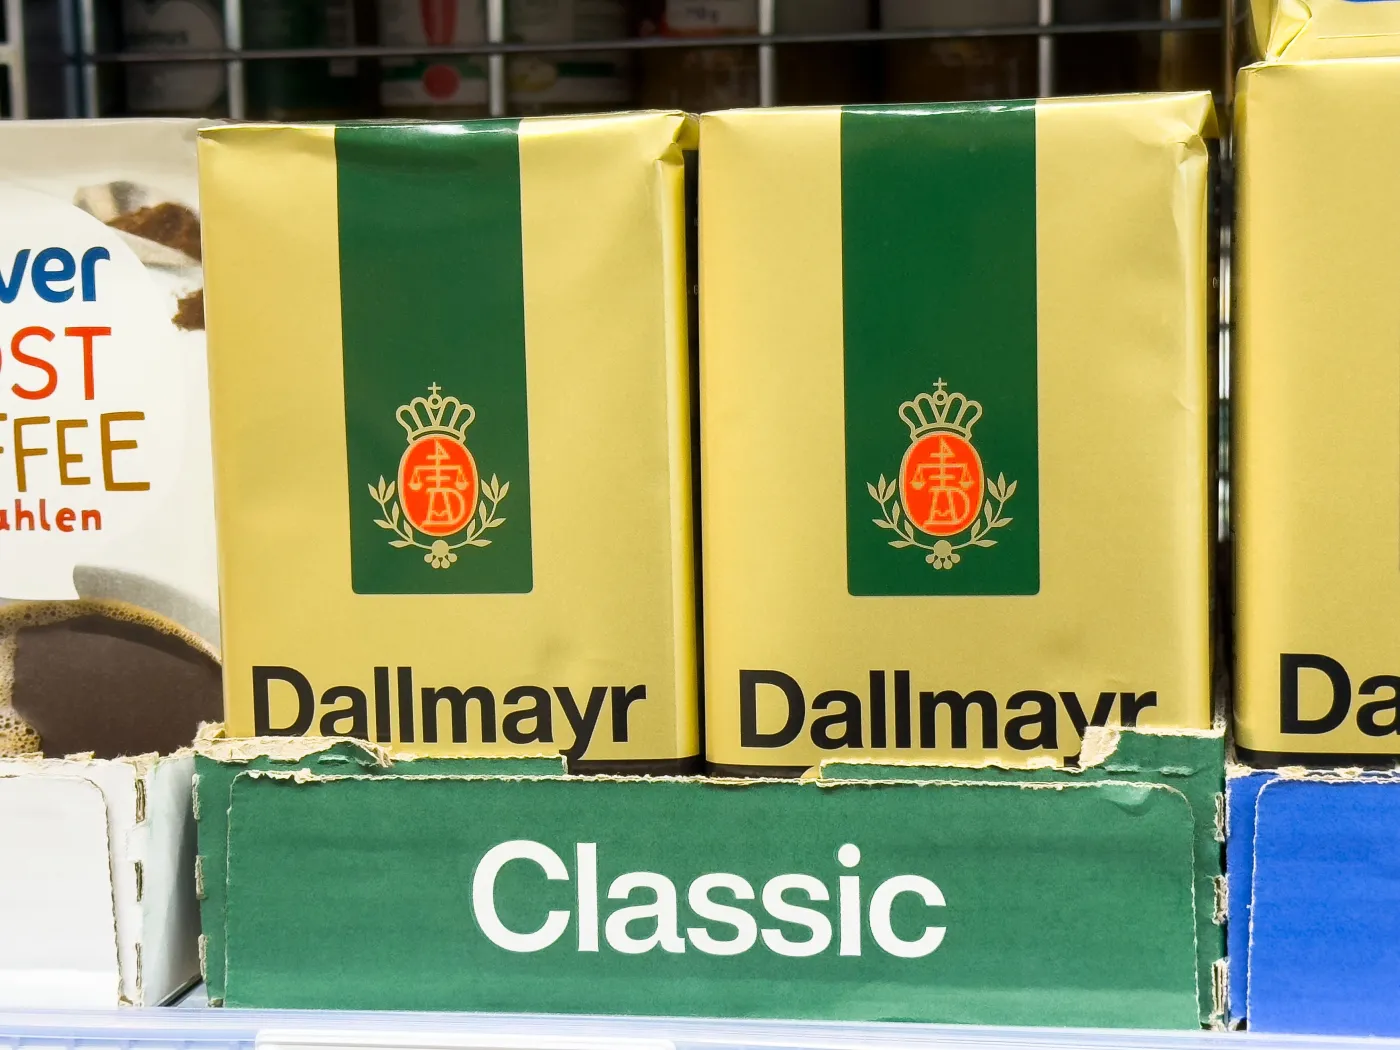 ver
OST
FFEE
ahlen
Dallmayr
Dallmayr
Da
Classic